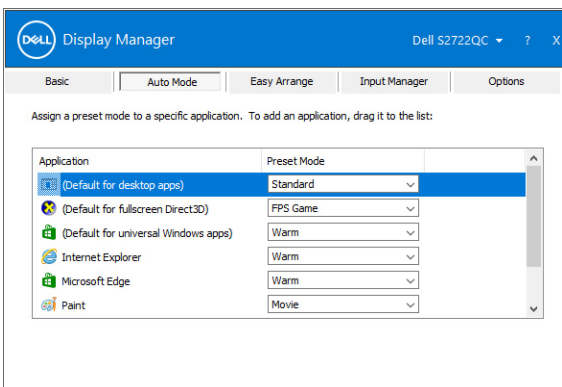 DELL Display Manager Dell S2722QC ? X
Basic Auto Mode Easy Arrange Input Manager Options
Assign a preset mode to a specific application. To add an application, drag it to the list:
Application Preset Mode
(Default for desktop apps) Standard
(Default for fullscreen Direct3D) FPS Game
(Default for universal Windows apps) Warm
Internet Explorer Warm
Microsoft Edge Warm
Paint Movie